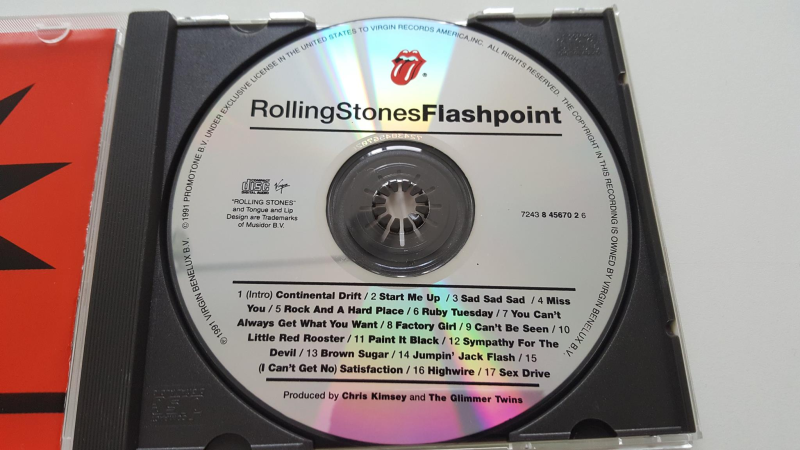 ℗ 1991 VIRGIN BENELUX B.V. © 1991 PROMOTONE B.V. UNDER EXCLUSIVE LICENSE IN THE UNITED STATES TO VIRGIN RECORDS AMERICA, INC. ALL RIGHTS RESERVED. THE COPYRIGHT IN THIS RECORDING IS OWNED BY VIRGIN BENELUX B.V.
®
RollingStonesFlashpoint
COMPACT
disc
DIGITAL AUDIO
Virgin
"ROLLING STONES"
and Tongue and Lip
Design are Trademarks
of Musidor B.V.
7243 8 45670 2 6
1 (Intro) Continental Drift / 2 Start Me Up / 3 Sad Sad Sad / 4 Miss
You / 5 Rock And A Hard Place / 6 Ruby Tuesday / 7 You Can't
Always Get What You Want / 8 Factory Girl / 9 Can't Be Seen / 10
Little Red Rooster / 11 Paint It Black / 12 Sympathy For The
Devil / 13 Brown Sugar / 14 Jumpin' Jack Flash / 15
(I Can't Get No) Satisfaction / 16 Highwire / 17 Sex Drive
Produced by Chris Kimsey and The Glimmer Twins